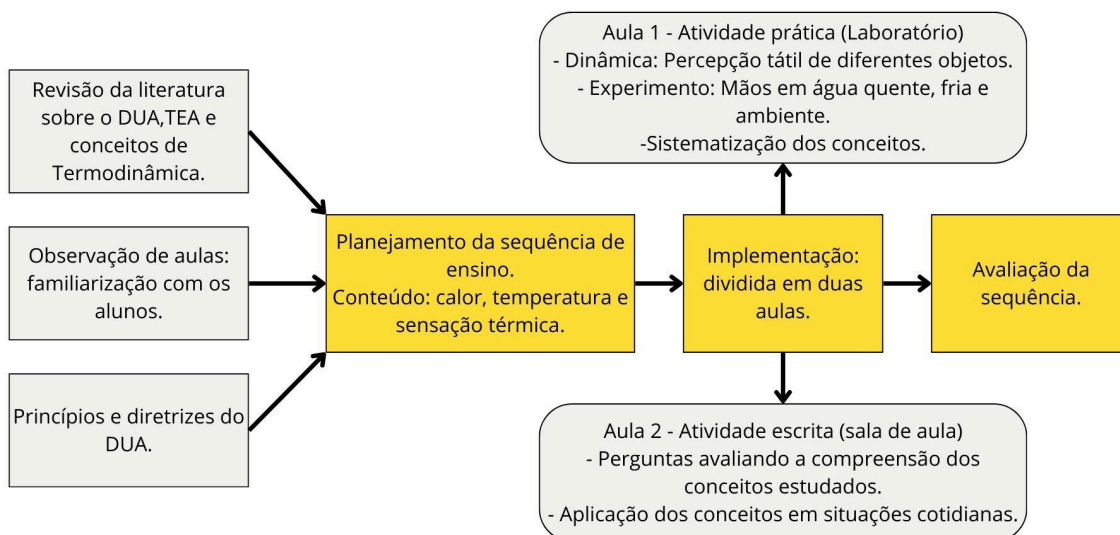 Revisão da literatura
sobre o DUA,TEA e
conceitos de
Termodinâmica.
Observação de aulas:
familiarização com os
alunos.
Princípios e diretrizes do
DUA.
Planejamento da sequência de
ensino.
Conteúdo: calor, temperatura e
sensação térmica.
Implementação:
dividida em duas
aulas.
Aula 1 - Atividade prática (Laboratório)
- Dinâmica: Percepção tátil de diferentes objetos.
- Experimento: Mãos em água quente, fria e
ambiente.
-Sistematização dos conceitos.
Aula 2 - Atividade escrita (sala de aula)
- Perguntas avaliando a compreensão dos
conceitos estudados.
- Aplicação dos conceitos em situações cotidianas.
Avaliação da
sequência.